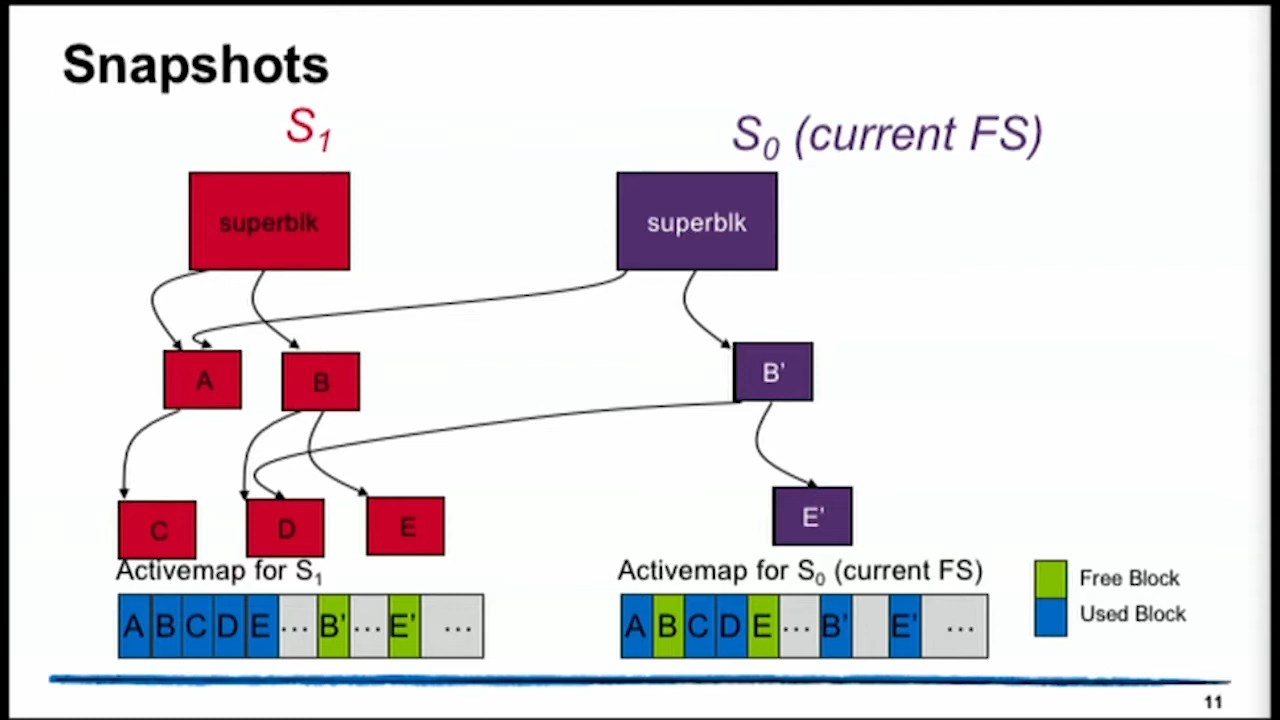 Snapshots
S1
S0 (current FS)
superblk
superblk
A
B
B'
C
D
E
E'
Activemap for S1
Activemap for S0 (current FS)
A B C D E ... B' ... E' ...
A B C D E ... B' E' ...
Free Block
Used Block
11